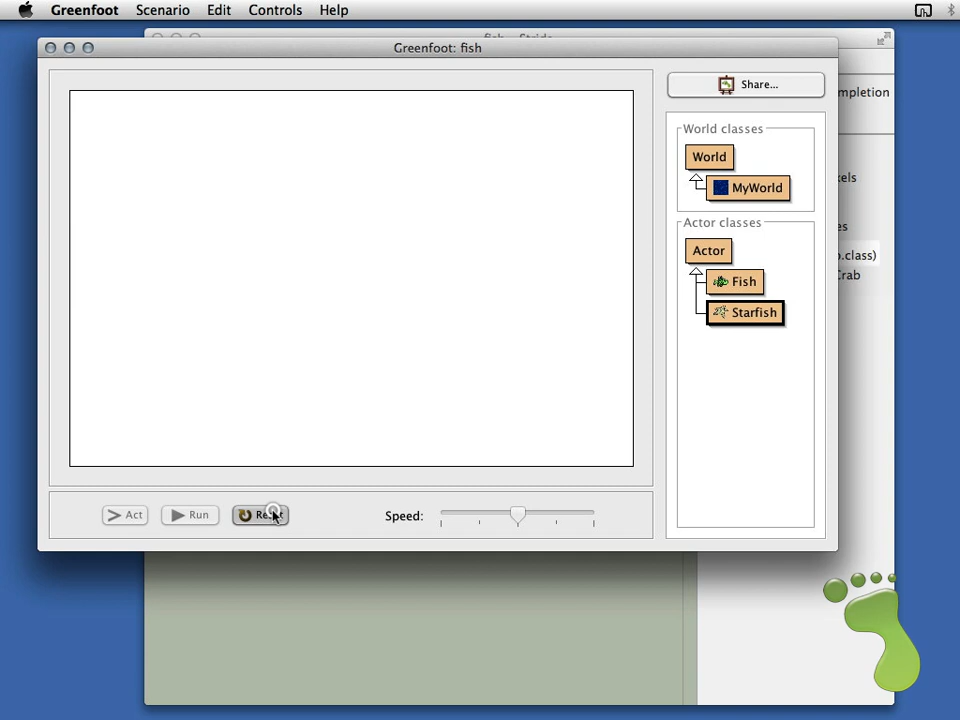 Greenfoot Scenario Edit Controls Help
Greenfoot: fish
Share...
mpletion
World classes
World
MyWorld
xels
Actor classes
es
Actor
.class)
Crab
Fish
Starfish
Act Run Speed: